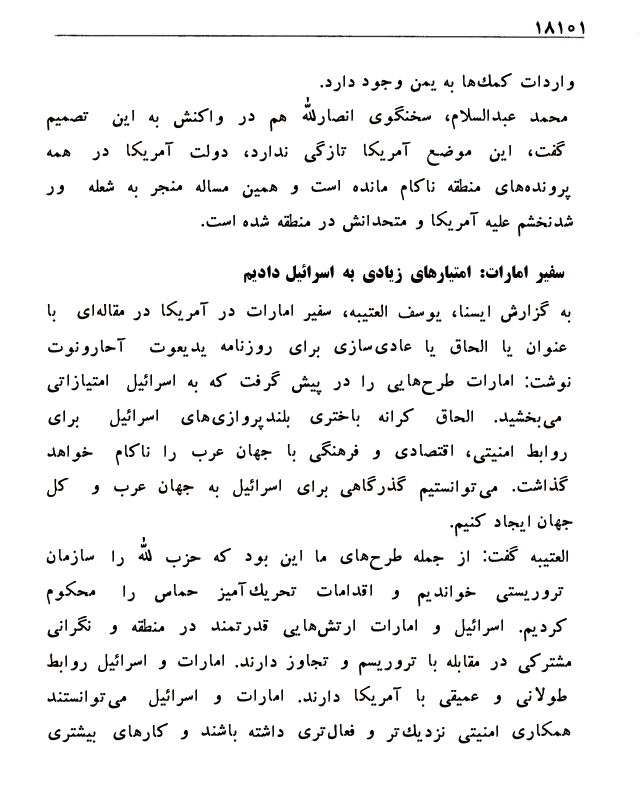 ۱۸۱۰۱
واردات کمک‌ها به یمن وجود دارد.
محمد عبدالسلام، سخنگوی انصارالله هم در واکنش به این تصمیم
گفت، این موضع آمریکا تازگی ندارد، دولت آمریکا در همه
پرونده‌های منطقه ناکام مانده است و همین مساله منجر به شعله ور
شدنخشم علیه آمریکا و متحدانش در منطقه شده است.
سفیر امارات: امتیازهای زیادی به اسرائیل دادیم
به گزارش ایسنا، یوسف العتیبه، سفیر امارات در آمریکا در مقاله‌ای با
عنوان یا الحاق یا عادی‌سازی برای روزنامه یدیعوت آحارونوت
نوشت: امارات طرح‌هایی را در پیش گرفت که به اسرائیل امتیازاتی
می‌بخشید. الحاق کرانه باختری بلندپروازی‌های اسرائیل برای
روابط امنیتی، اقتصادی و فرهنگی با جهان عرب را ناکام خواهد
گذاشت. می‌توانستیم گذرگاهی برای اسرائیل به جهان عرب و کل
جهان ایجاد کنیم.
العتیبه گفت: از جمله طرح‌های ما این بود که حزب الله را سازمان
تروریستی خواندیم و اقدامات تحریک‌آمیز حماس را محکوم
کردیم. اسرائیل و امارات ارتش‌هایی قدرتمند در منطقه و نگرانی
مشترکی در مقابله با تروریسم و تجاوز دارند. امارات و اسرائیل روابط
طولانی و عمیقی با آمریکا دارند. امارات و اسرائیل می‌توانستند
همکاری امنیتی نزدیک‌تر و فعال‌تری داشته باشند و کارهای بیشتری